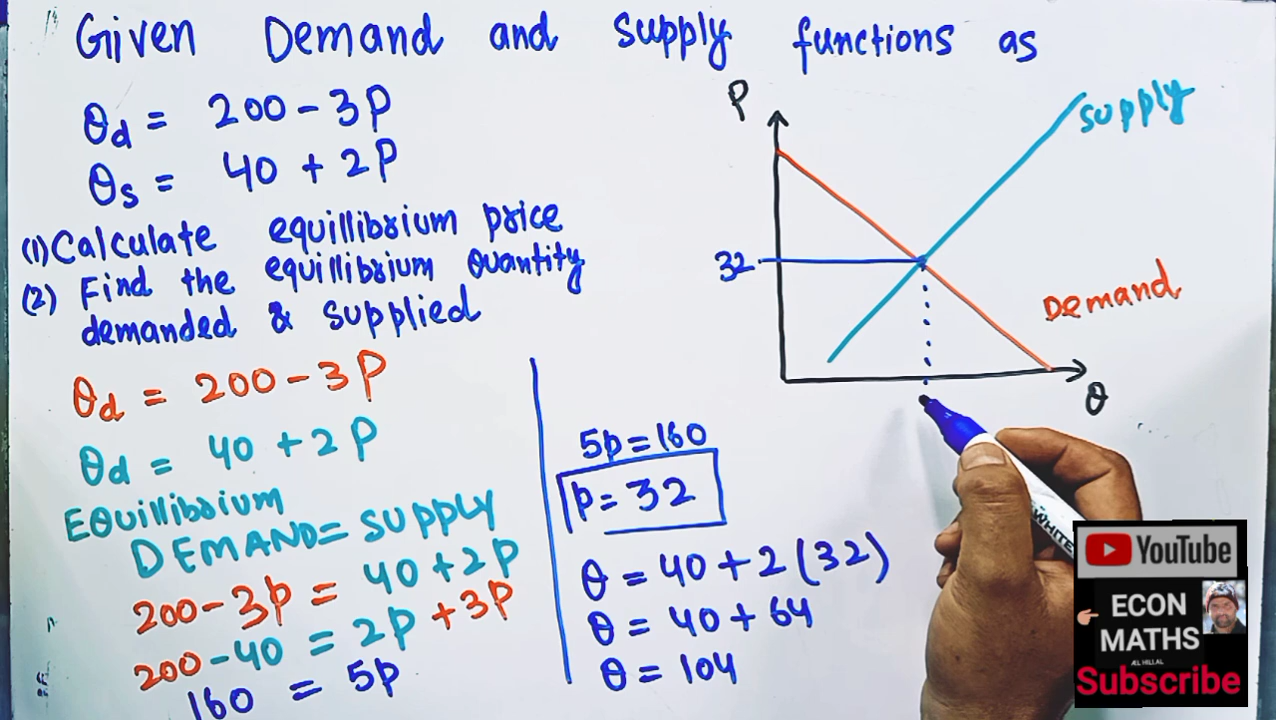 Given Demand and supply functions as
Qd = 200 - 3P
Qs = 40 + 2P
(1) Calculate equillibrium price
(2) Find the equillibrium Quantity
demanded & supplied
Qd = 200 - 3P
Qd = 40 + 2P
EQuillibrium
DEMAND = SUPPLY
200 - 3P = 40 + 2P
200 - 40 = 2P + 3P
160 = 5P
5P = 160
P = 32
Q = 40 + 2 (32)
Q = 40 + 64
Q = 104
P
supply
32
Demand
Q
WHITE
YouTube
ECON
MATHS
ÆL HILLAL
Subscribe